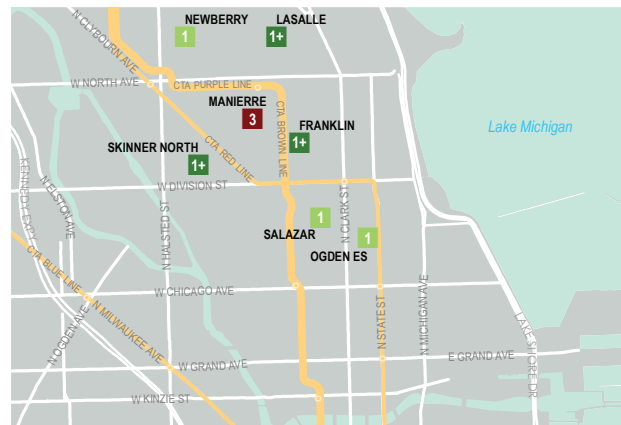 NEWBERRY
LASALLE
1
1+
N CLYBOURN AVE
W NORTH AVE
CTA PURPLE LINE
MANIERRE
3
CTA BROWN LINE
FRANKLIN
1+
Lake Michigan
SKINNER NORTH
1+
CTA RED LINE
W DIVISION ST
KENNEDY EXPY
N ELSTON AVE
N HALSTED ST
N CLARK ST
1
SALAZAR
1
OGDEN ES
CTA BLUE LINE
W CHICAGO AVE
N MILWAUKEE AVE
N OGDEN AVE
N STATE ST
N MICHIGAN AVE
LAKE SHORE DR
W GRAND AVE
E GRAND AVE
W KINZIE ST